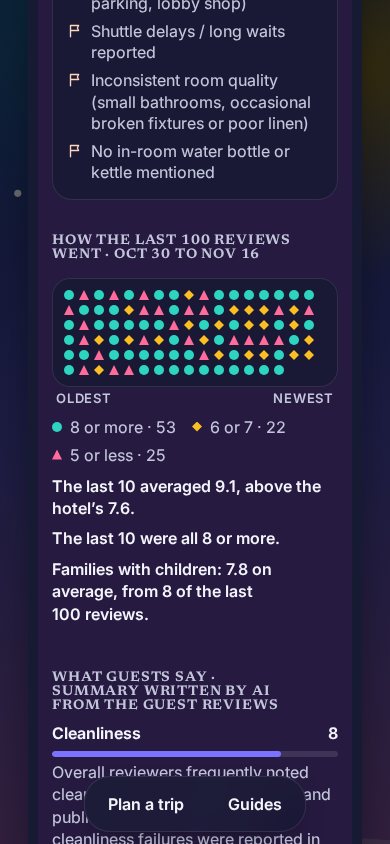 parking, lobby shop)
Shuttle delays / long waits
reported
Inconsistent room quality
(small bathrooms, occasional
broken fixtures or poor linen)
No in-room water bottle or
kettle mentioned
HOW THE LAST 100 REVIEWS
WENT · OCT 30 TO NOV 16
OLDEST NEWEST
8 or more · 53 6 or 7 · 22
5 or less · 25
The last 10 averaged 9.1, above the
hotel's 7.6.
The last 10 were all 8 or more.
Families with children: 7.8 on
average, from 8 of the last
100 reviews.
WHAT GUESTS SAY ·
SUMMARY WRITTEN BY AI
FROM THE GUEST REVIEWS
Cleanliness 8
Overall reviewers frequently noted
and
Plan a trip Guides
cleanliness failures were reported in